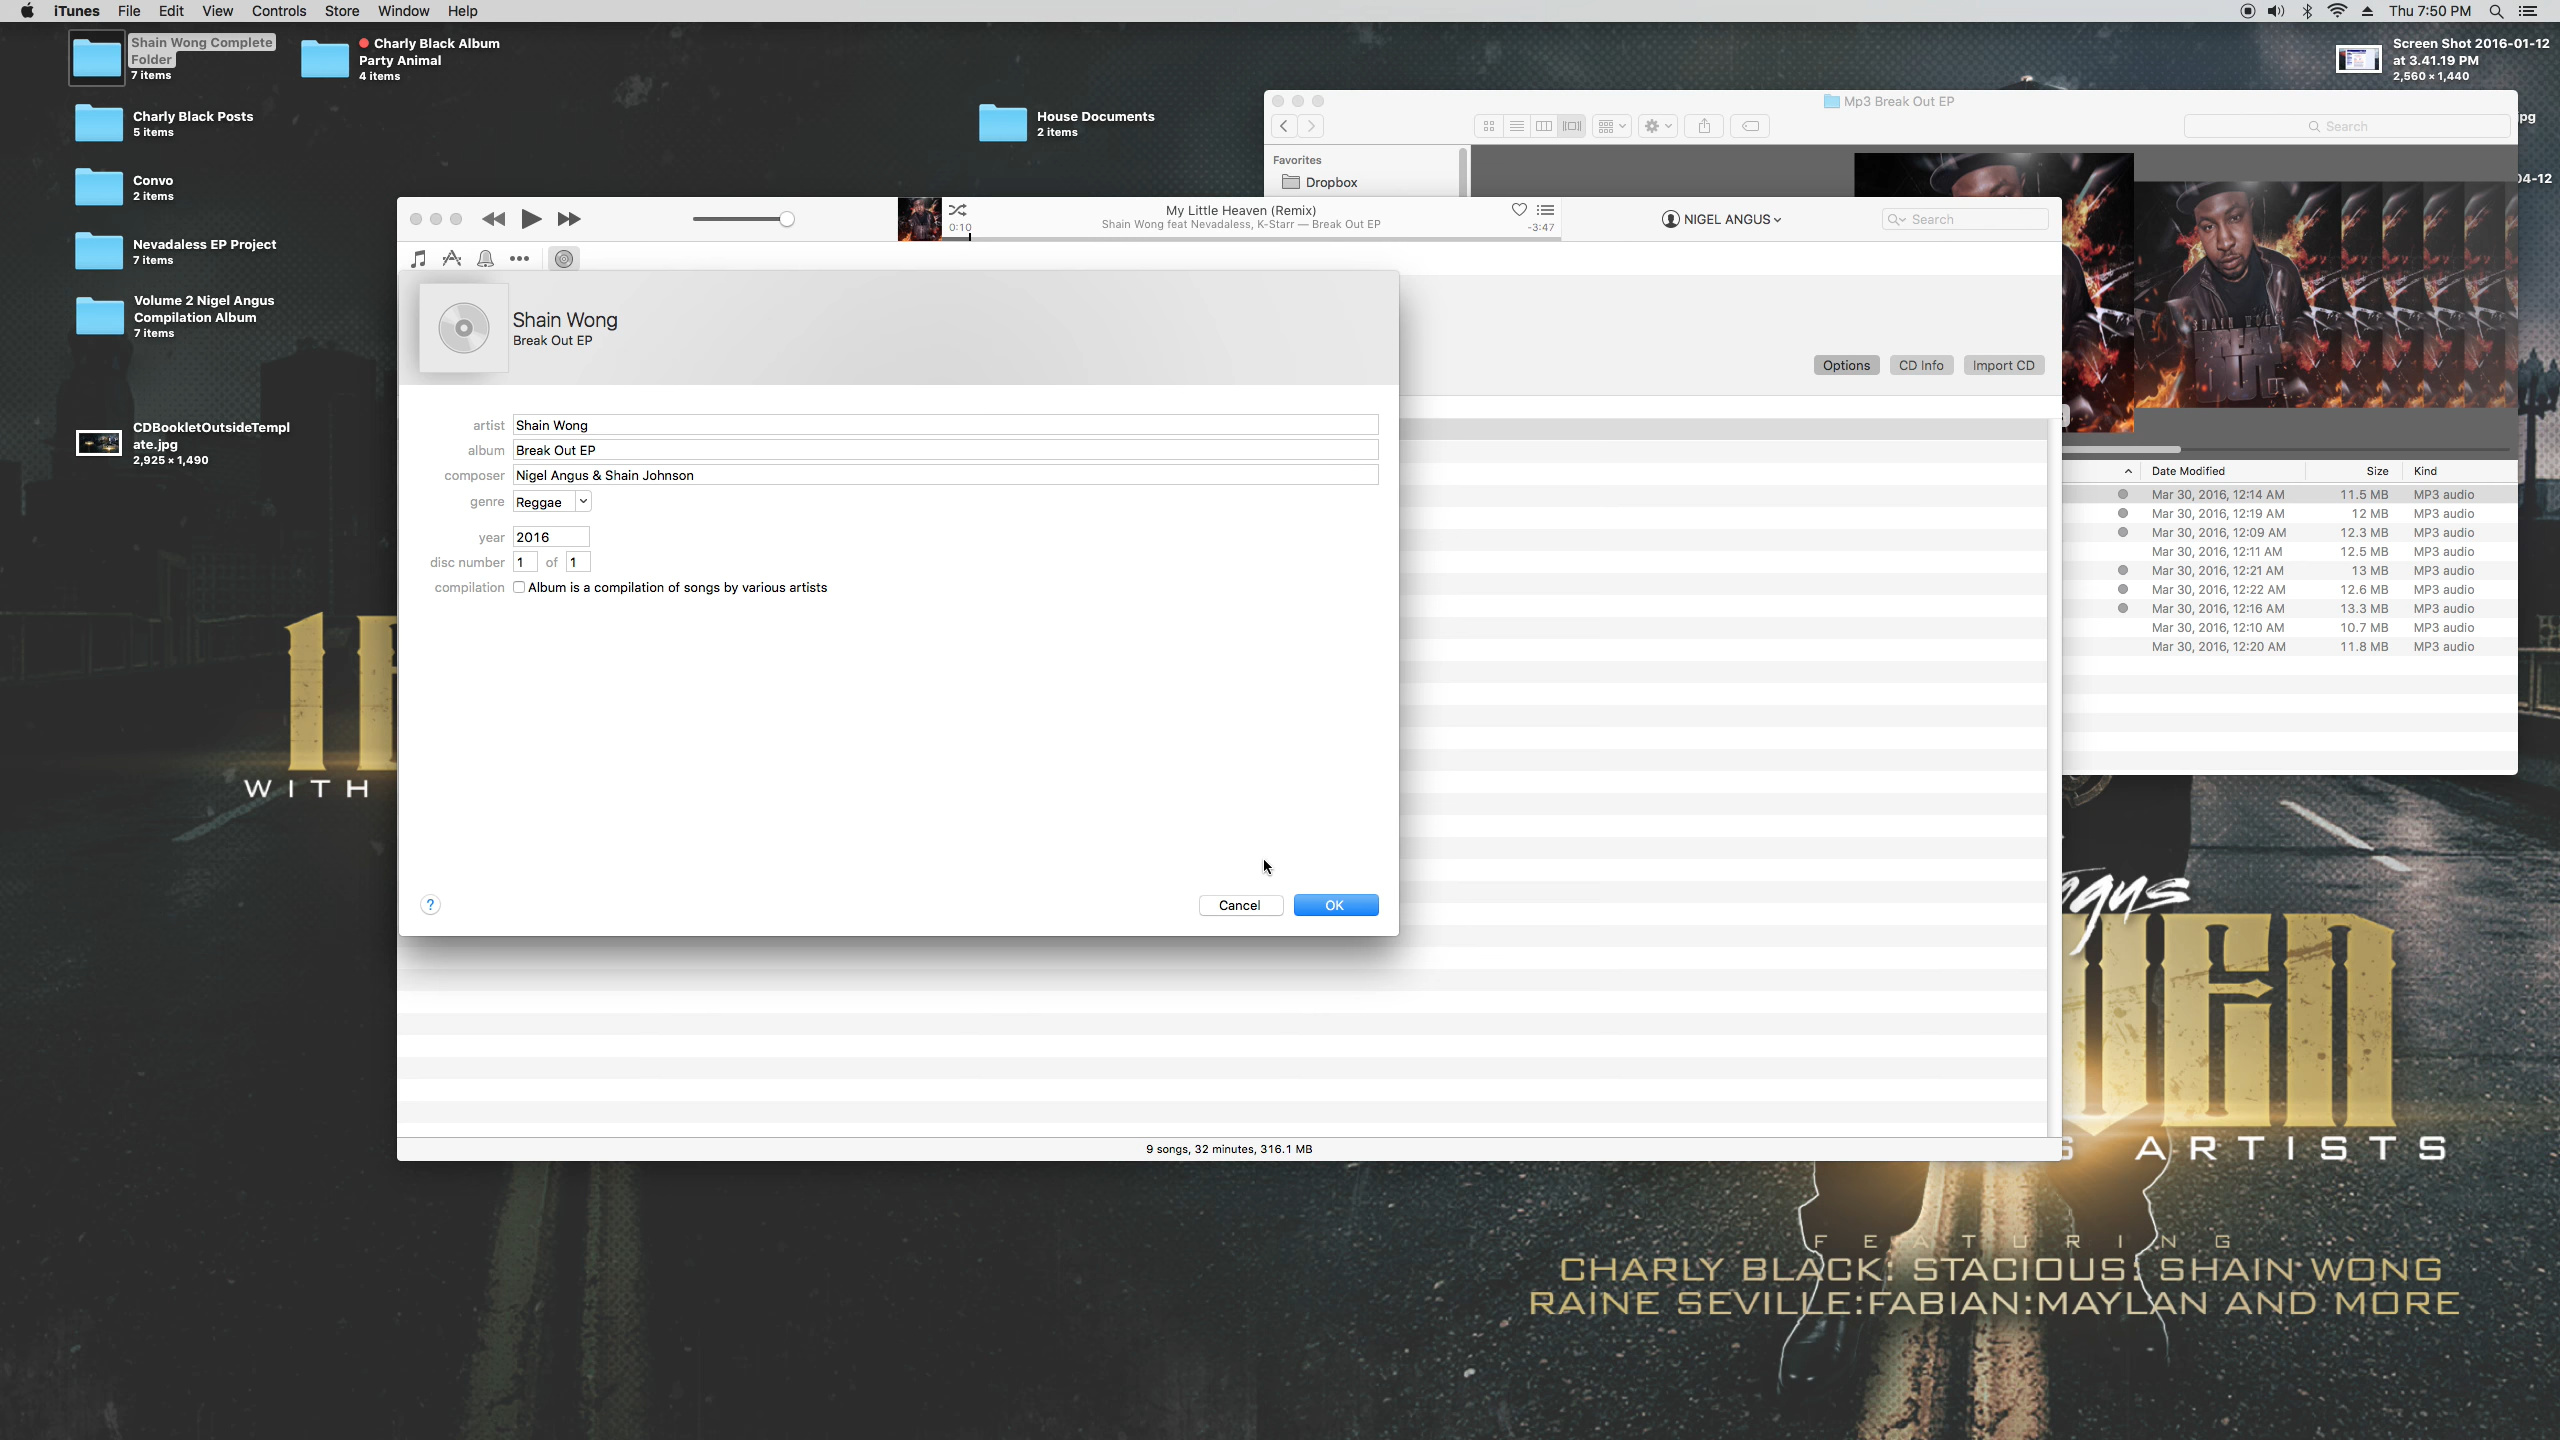 iTunes File Edit View Controls Store Window Help
Thu 7:50 PM
Shain Wong Complete
Folder
7 items
Charly Black Album
Party Animal
4 items
Screen Shot 2016-01-12
at 3.41.19 PM
2,560 × 1,440
Charly Black Posts
5 items
House Documents
2 items
Mp3 Break Out EP
Search
pg
Favorites
Dropbox
04-12
Convo
2 items
My Little Heaven (Remix)
Shain Wong feat Nevadaless, K-Starr — Break Out EP
0:10
-3:47
NIGEL ANGUS
Search
Nevadaless EP Project
7 items
Volume 2 Nigel Angus
Compilation Album
7 items
CDBookletOutsideTempl
ate.jpg
2,925 × 1,490
Shain Wong
Break Out EP
Options CD Info Import CD
artist Shain Wong
album Break Out EP
composer Nigel Angus & Shain Johnson
genre Reggae
year 2016
disc number 1 of 1
compilation Album is a compilation of songs by various artists
? Cancel OK
Date Modified Size Kind
Mar 30, 2016, 12:14 AM 11.5 MB MP3 audio
Mar 30, 2016, 12:19 AM 12 MB MP3 audio
Mar 30, 2016, 12:09 AM 12.3 MB MP3 audio
Mar 30, 2016, 12:11 AM 12.5 MB MP3 audio
Mar 30, 2016, 12:21 AM 13 MB MP3 audio
Mar 30, 2016, 12:22 AM 12.6 MB MP3 audio
Mar 30, 2016, 12:16 AM 13.3 MB MP3 audio
Mar 30, 2016, 12:10 AM 10.7 MB MP3 audio
Mar 30, 2016, 12:20 AM 11.8 MB MP3 audio
WITH
9 songs, 32 minutes, 316.1 MB
S ARTISTS
FEATURING
CHARLY BLACK: STACIOUS: SHAIN WONG
RAINE SEVILLE:FABIAN:MAYLAN AND MORE